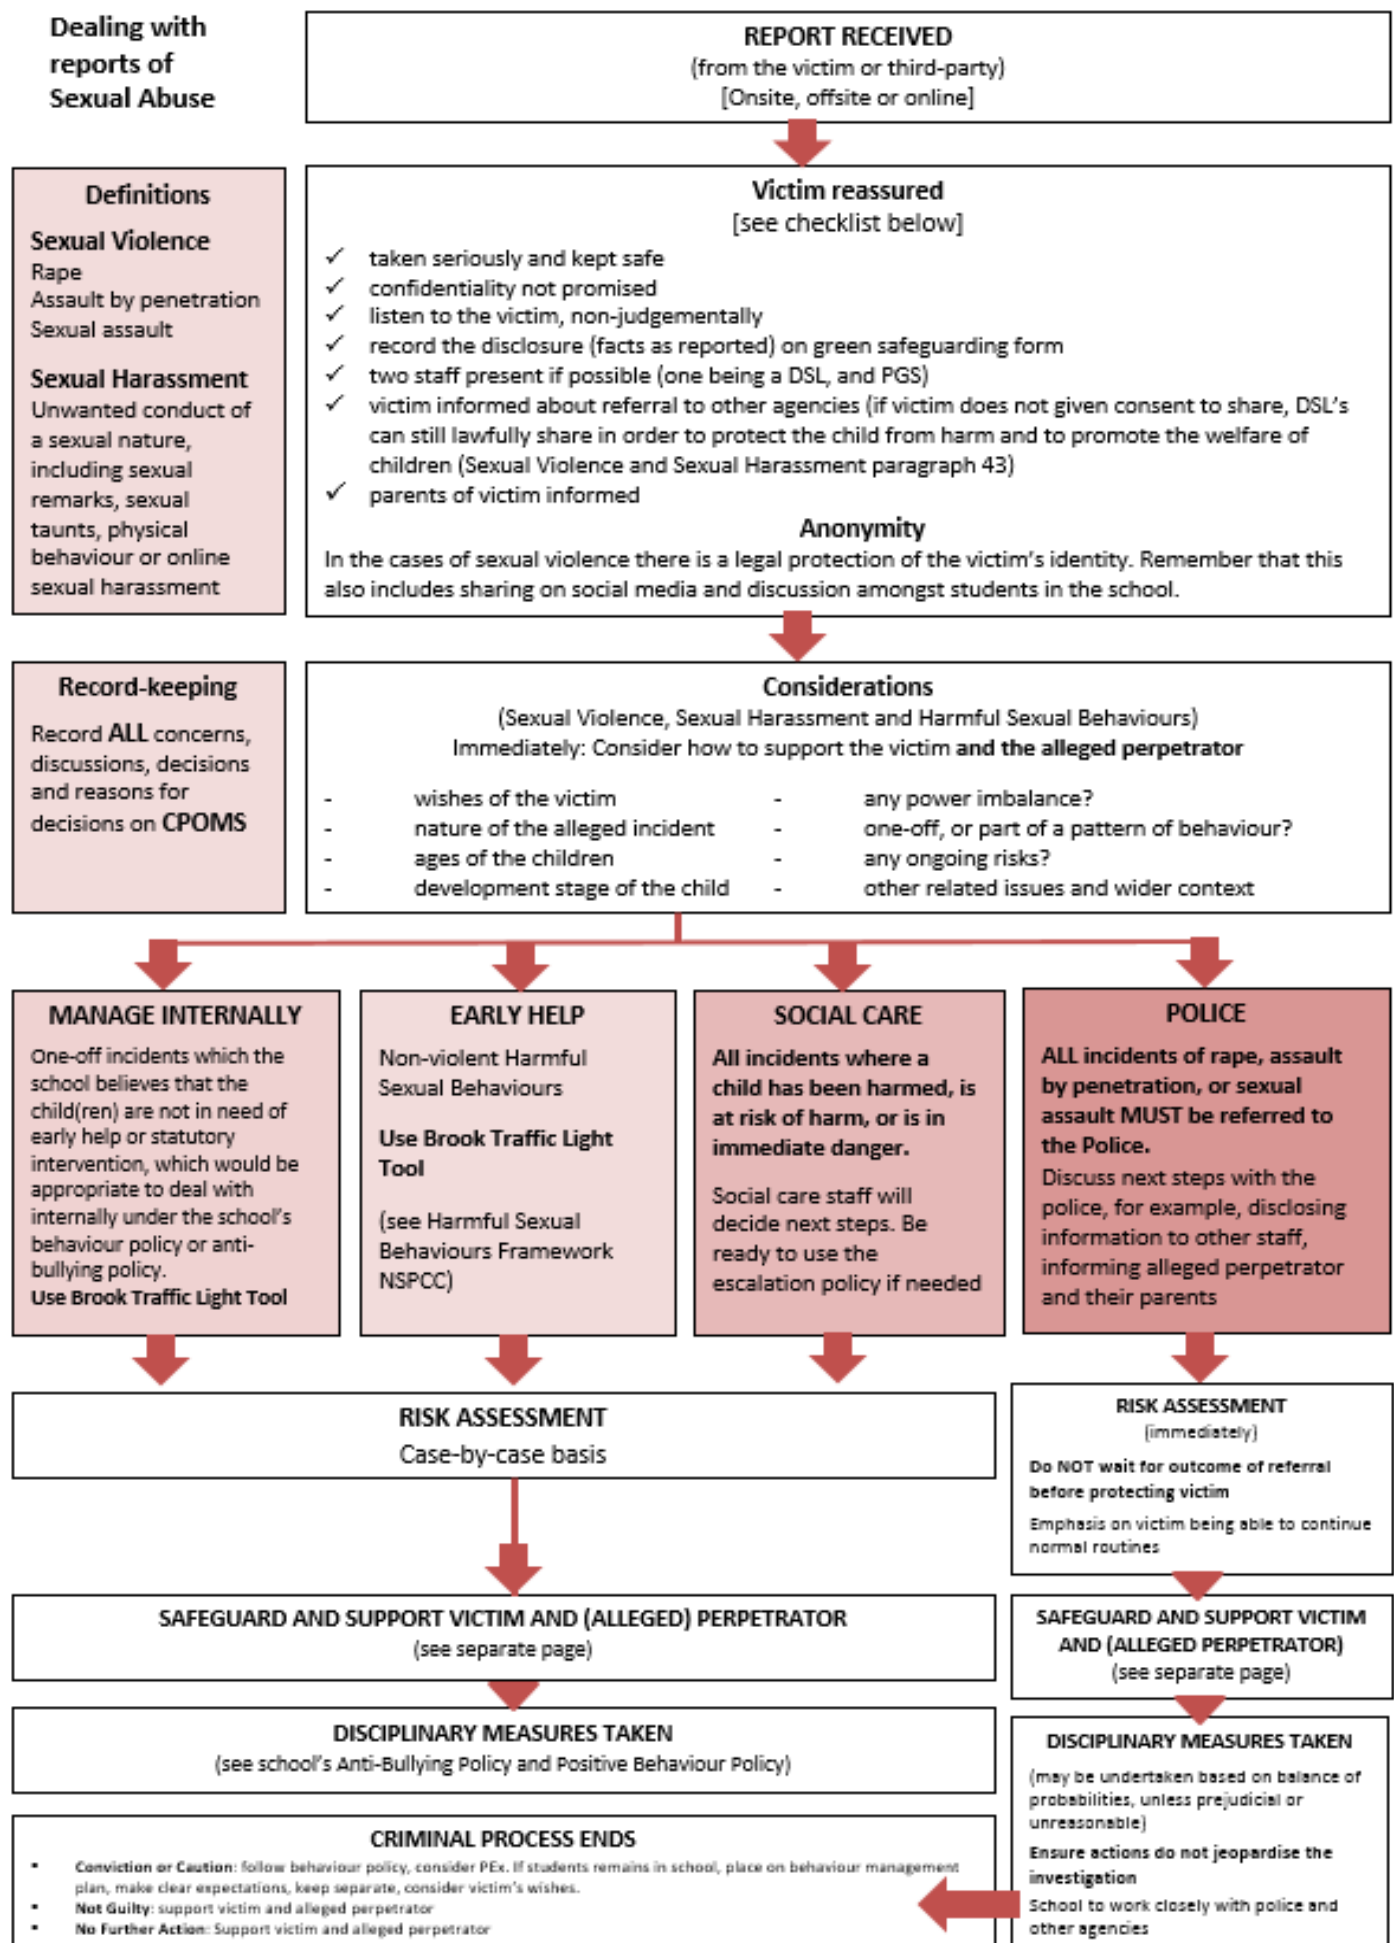 Dealing with
reports of
Sexual Abuse
REPORT RECEIVED
(from the victim or third-party)
[Onsite, offsite or online]
Definitions
Sexual Violence
Rape
Assault by penetration
Sexual assault
Sexual Harassment
Unwanted conduct of
a sexual nature,
including sexual
remarks, sexual
taunts, physical
behaviour or online
sexual harassment
Victim reassured
[see checklist below]
✓ taken seriously and kept safe
✓ confidentiality not promised
✓ listen to the victim, non-judgementally
✓ record the disclosure (facts as reported) on green safeguarding form
✓ two staff present if possible (one being a DSL, and PGS)
✓ victim informed about referral to other agencies (if victim does not given consent to share, DSL's
can still lawfully share in order to protect the child from harm and to promote the welfare of
children (Sexual Violence and Sexual Harassment paragraph 43)
✓ parents of victim informed
Anonymity
In the cases of sexual violence there is a legal protection of the victim's identity. Remember that this
also includes sharing on social media and discussion amongst students in the school.
Record-keeping
Record ALL concerns,
discussions, decisions
and reasons for
decisions on CPOMS
Considerations
(Sexual Violence, Sexual Harassment and Harmful Sexual Behaviours)
Immediately: Consider how to support the victim and the alleged perpetrator
- wishes of the victim - any power imbalance?
- nature of the alleged incident - one-off, or part of a pattern of behaviour?
- ages of the children - any ongoing risks?
- development stage of the child - other related issues and wider context
MANAGE INTERNALLY
One-off incidents which the
school believes that the
child(ren) are not in need of
early help or statutory
intervention, which would be
appropriate to deal with
internally under the school's
behaviour policy or anti-
bullying policy.
Use Brook Traffic Light Tool
EARLY HELP
Non-violent Harmful
Sexual Behaviours
Use Brook Traffic Light
Tool
(see Harmful Sexual
Behaviours Framework
NSPCC)
SOCIAL CARE
All incidents where a
child has been harmed, is
at risk of harm, or is in
immediate danger.
Social care staff will
decide next steps. Be
ready to use the
escalation policy if needed
POLICE
ALL incidents of rape, assault
by penetration, or sexual
assault MUST be referred to
the Police.
Discuss next steps with the
police, for example, disclosing
information to other staff,
informing alleged perpetrator
and their parents
RISK ASSESSMENT
Case-by-case basis
SAFEGUARD AND SUPPORT VICTIM AND (ALLEGED) PERPETRATOR
(see separate page)
DISCIPLINARY MEASURES TAKEN
(see school's Anti-Bullying Policy and Positive Behaviour Policy)
RISK ASSESSMENT
(immediately)
Do NOT wait for outcome of referral
before protecting victim
Emphasis on victim being able to continue
normal routines
SAFEGUARD AND SUPPORT VICTIM
AND (ALLEGED PERPETRATOR)
(see separate page)
DISCIPLINARY MEASURES TAKEN
(may be undertaken based on balance of
probabilities, unless prejudicial or
unreasonable)
Ensure actions do not jeopardise the
investigation
School to work closely with police and
other agencies
CRIMINAL PROCESS ENDS
▪ Conviction or Caution: follow behaviour policy, consider PEx. If students remains in school, place on behaviour management
plan, make clear expectations, keep separate, consider victim's wishes.
▪ Not Guilty: support victim and alleged perpetrator
▪ No Further Action: Support victim and alleged perpetrator